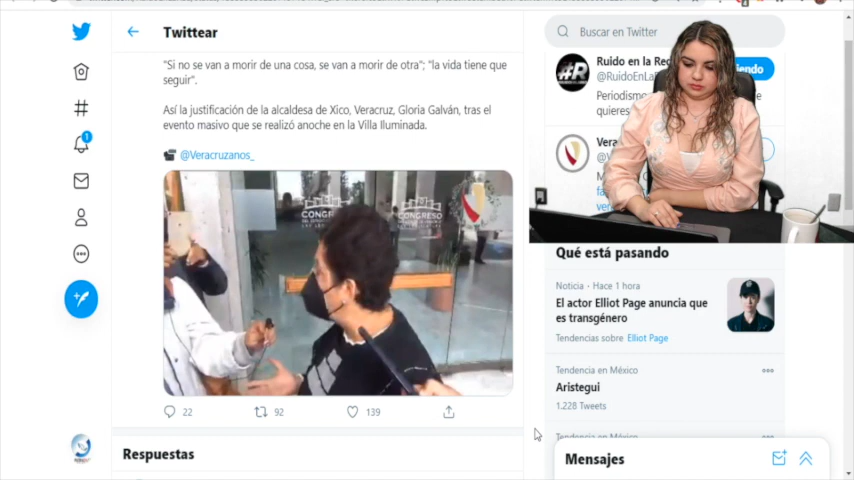 Twittear
"Si no se van a morir de una cosa, se van a morir de otra"; "la vida tiene que
seguir".
Así la justificación de la alcaldesa de Xico, Veracruz, Gloria Galván, tras el
evento masivo que se realizó anoche en la Villa Iluminada.
@Veracruzanos_
CONGRESO
22
92
139
Respuestas
Buscar en Twitter
Ruido en la Red
Periodismo
quieres
Qué está pasando
Noticia · Hace 1 hora
El actor Elliot Page anuncia que
es transgénero
Tendencias sobre Elliot Page
Tendencia en México
Aristegui
1.228 Tweets
Tendencia en México
Mensajes
1